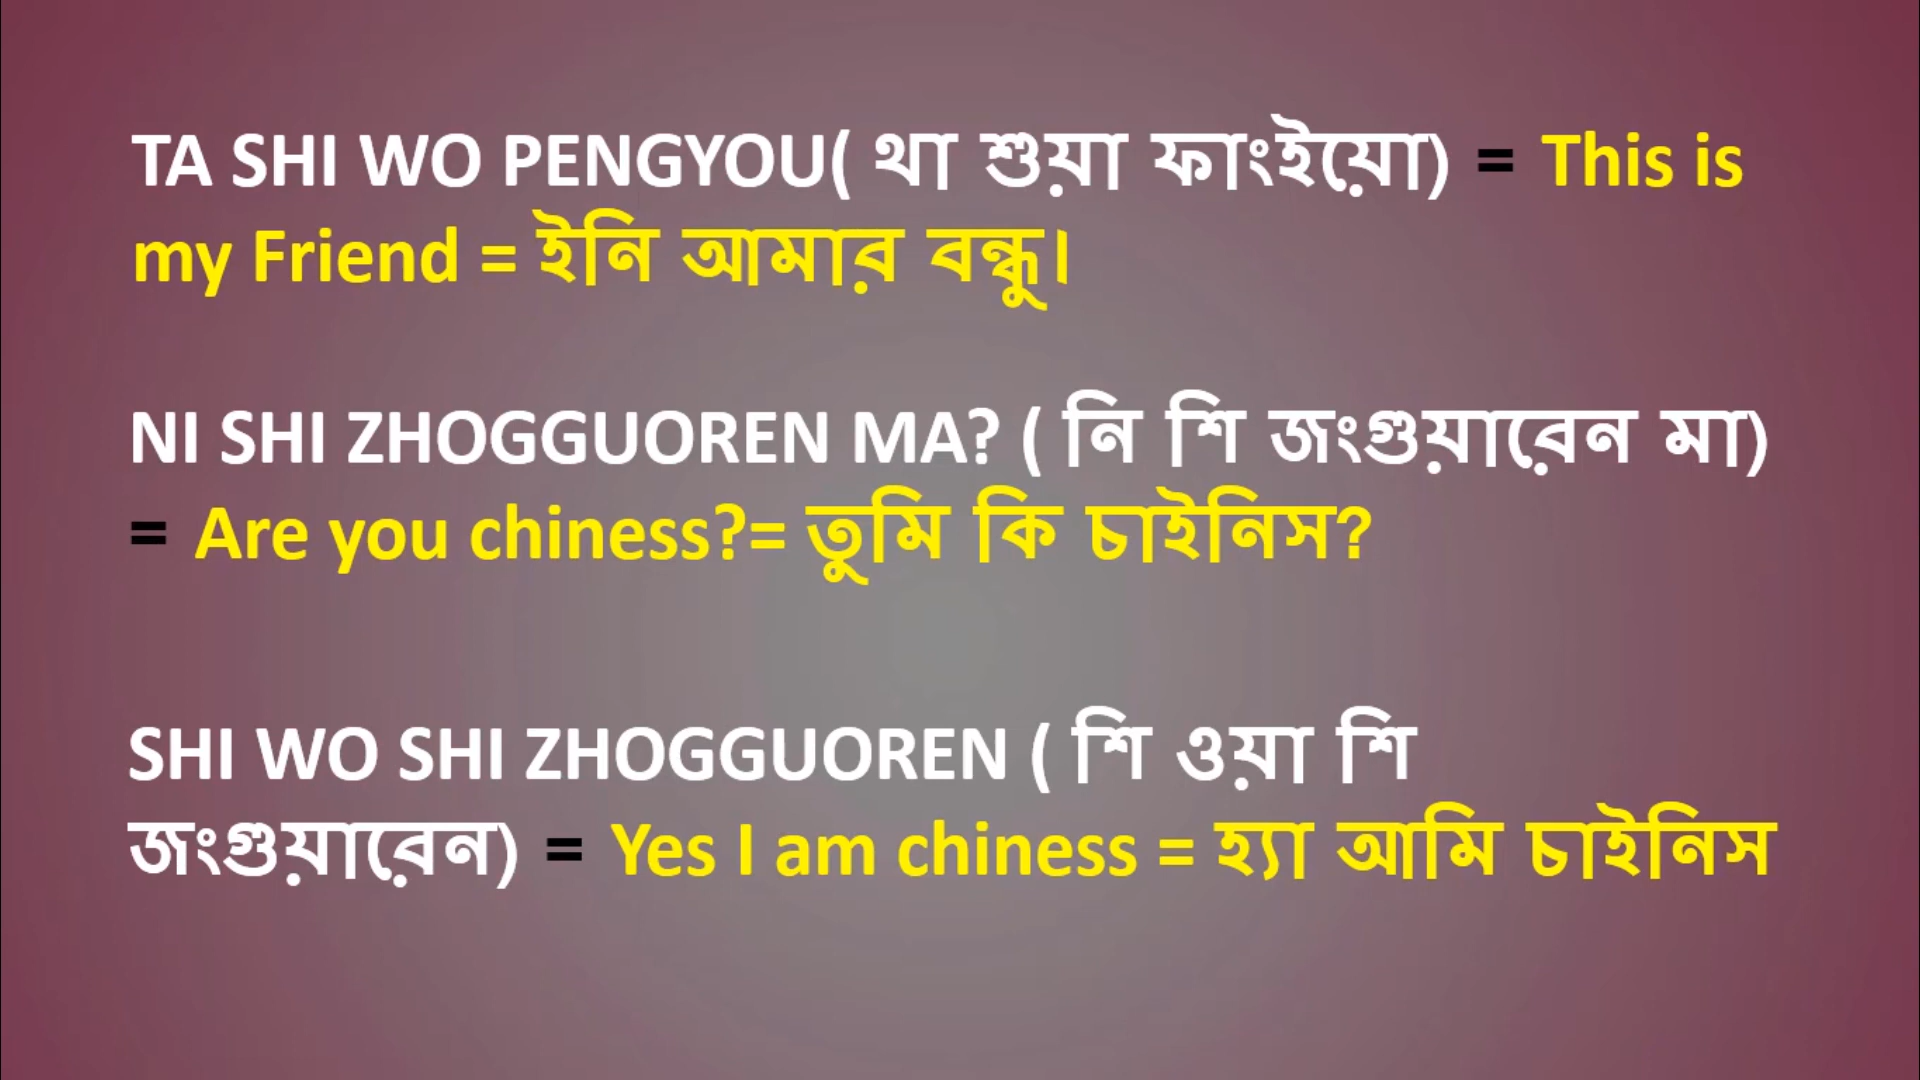 TA SHI WO PENGYOU( থা শুয়া ফাংইয়ো) = This is
my Friend = ইনি আমার বন্ধু।
NI SHI ZHOGGUOREN MA? ( নি শি জংগুয়ারেন মা)
= Are you chiness?= তুমি কি চাইনিস?
SHI WO SHI ZHOGGUOREN ( শি ওয়া শি
জংগুয়ারেন) = Yes I am chiness = হ্যা আমি চাইনিস